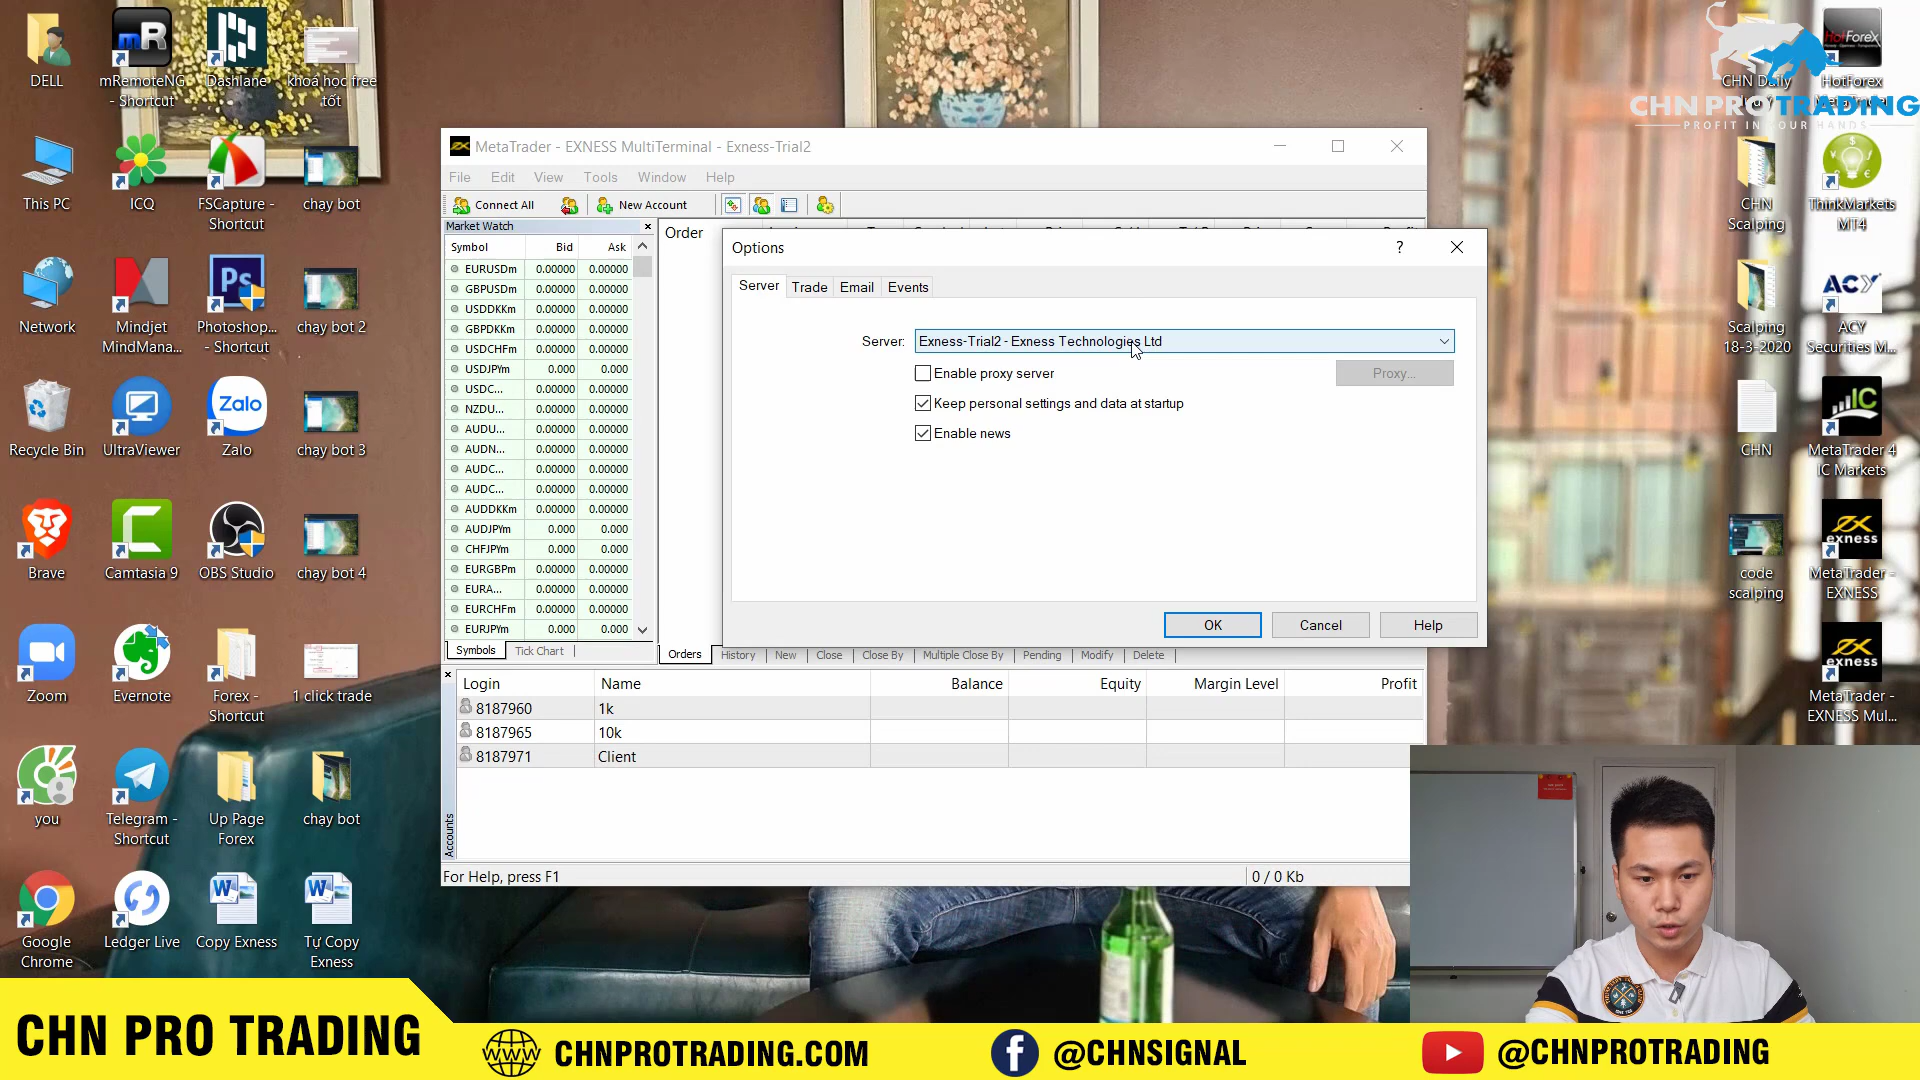 DELL
mRemoteNG - Shortcut
Dashlane
khoá học free tốt
This PC
ICQ
FSCapture - Shortcut
chạy bot
Network
Mindjet MindMana...
Photoshop... - Shortcut
chạy bot 2
Recycle Bin
UltraViewer
Zalo
Zalo
chạy bot 3
Brave
Camtasia 9
OBS Studio
chạy bot 4
Zoom
Evernote
Forex - Shortcut
1 click trade
you
Telegram - Shortcut
Up Page Forex
chạy bot
Google Chrome
Ledger Live
Copy Exness
Tự Copy Exness
MetaTrader - EXNESS MultiTerminal - Exness-Trial2
File Edit View Tools Window Help
Connect All
New Account
Market Watch
Symbol Bid Ask
EURUSDm 0.00000 0.00000
GBPUSDm 0.00000 0.00000
USDDKKm 0.00000 0.00000
GBPDKKm 0.00000 0.00000
USDCHFm 0.00000 0.00000
USDJPYm 0.000 0.000
USDC... 0.00000 0.00000
NZDU... 0.00000 0.00000
AUDU... 0.00000 0.00000
AUDN... 0.00000 0.00000
AUDC... 0.00000 0.00000
AUDC... 0.00000 0.00000
AUDDKKm 0.00000 0.00000
AUDJPYm 0.000 0.000
CHFJPYm 0.000 0.000
EURGBPm 0.00000 0.00000
EURA... 0.00000 0.00000
EURCHFm 0.00000 0.00000
EURJPYm 0.000 0.000
Symbols Tick Chart
Order
Options
?
Server Trade Email Events
Server: Exness-Trial2 - Exness Technologies Ltd
Enable proxy server
Proxy...
Keep personal settings and data at startup
Enable news
OK Cancel Help
Orders History New Close Close By Multiple Close By Pending Modify Delete
Login Name Balance Equity Margin Level Profit
8187960 1k
8187965 10k
8187971 Client
Accounts
For Help, press F1
0 / 0 Kb
CHN Daily
HotForex
HotForex
CHN PRO TRADING
PROFIT IN YOUR HANDS
CHN Scalping
ThinkMarkets MT4
Scalping 18-3-2020
ACY
ACY Securities M...
CHN
IC
MetaTrader 4 IC Markets
code scalping
exness
MetaTrader - EXNESS
exness
MetaTrader - EXNESS Mul...
CHN PRO TRADING
WWW
CHNPROTRADING.COM
@CHNSIGNAL
@CHNPROTRADING